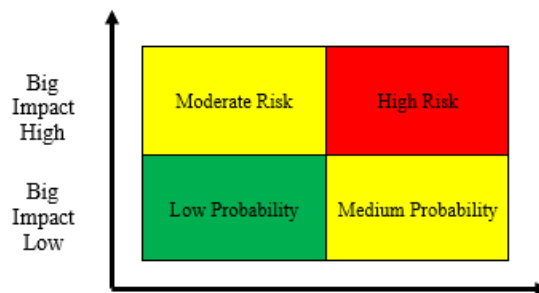 Big
Impact
High
Moderate Risk
High Risk
Big
Impact
Low
Low Probability
Medium Probability